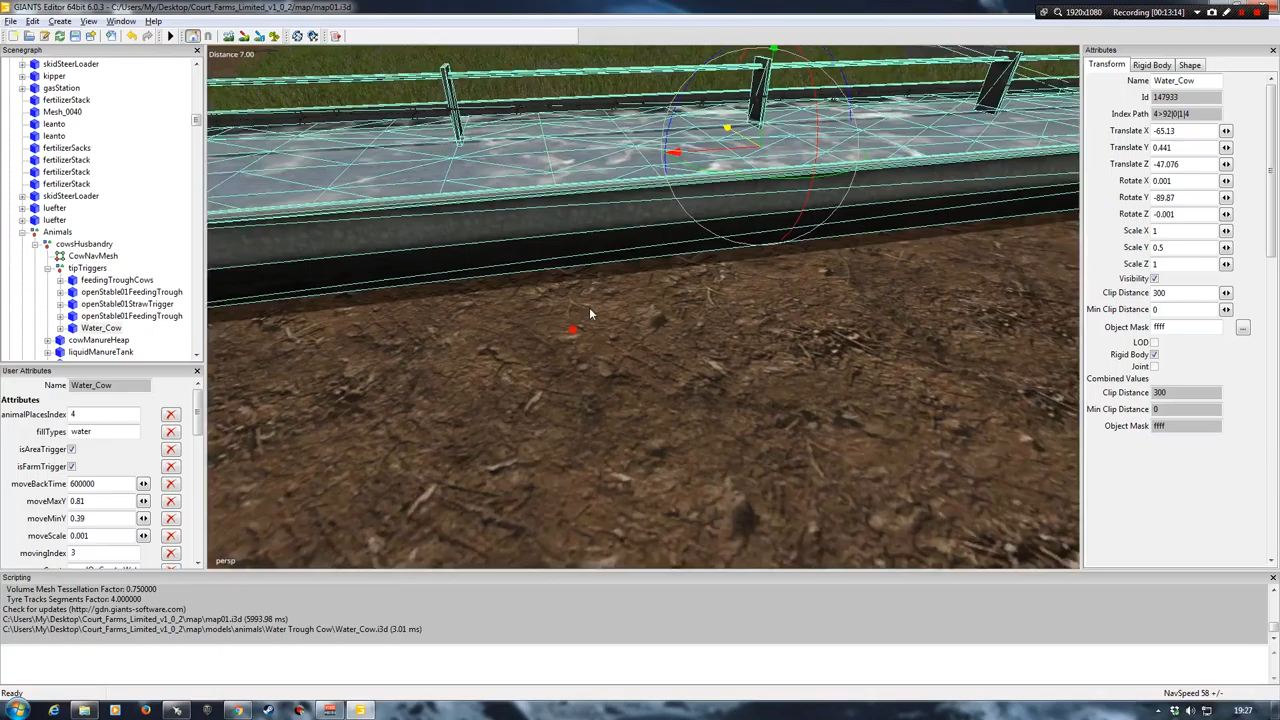 GIANTS Editor 64bit 6.0.3 - C:/Users/My/Desktop/Court_Farms_Limited_v1_0_2/map/map01.i3d
1920x1080
Recording [00:13:14]
File Edit Create View Window Help
Scenegraph
skidSteerLoader
kipper
gasStation
fertilizerStack
Mesh_0040
leanto
leanto
fertilizerSacks
fertilizerStack
fertilizerStack
fertilizerStack
skidSteerLoader
luefter
luefter
Animals
cowsHusbandry
CowNavMesh
tipTriggers
feedingTroughCows
openStable01FeedingTrough
openStable01StrawTrigger
openStable01FeedingTrough
Water_Cow
cowManureHeap
liquidManureTank
User Attributes
Name Water_Cow
Attributes
animalPlacesIndex 4
fillTypes water
isAreaTrigger
isFarmTrigger
moveBackTime 600000
moveMaxY 0.81
moveMinY 0.39
moveScale 0.001
movingIndex 3
Distance 7.00
persp
Attributes
Transform Rigid Body Shape
Name Water_Cow
Id 147933
Index Path 4>92|0|1|4
Translate X -65.13
Translate Y 0.441
Translate Z -47.076
Rotate X 0.001
Rotate Y -89.87
Rotate Z -0.001
Scale X 1
Scale Y 0.5
Scale Z 1
Visibility
Clip Distance 300
Min Clip Distance 0
Object Mask ffff ...
LOD
Rigid Body
Joint
Combined Values
Clip Distance 300
Min Clip Distance 0
Object Mask ffff
Scripting
Volume Mesh Tessellation Factor: 0.750000
Tyre Tracks Segments Factor: 4.000000
Check for updates (http://gdn.giants-software.com)
C:\Users\My\Desktop\Court_Farms_Limited_v1_0_2\map\map01.i3d (5993.98 ms)
C:\Users\My\Desktop\Court_Farms_Limited_v1_0_2\map\models\animals\Water Trough Cow\Water_Cow.i3d (3.01 ms)
Ready
NavSpeed 58 +/-
19:27